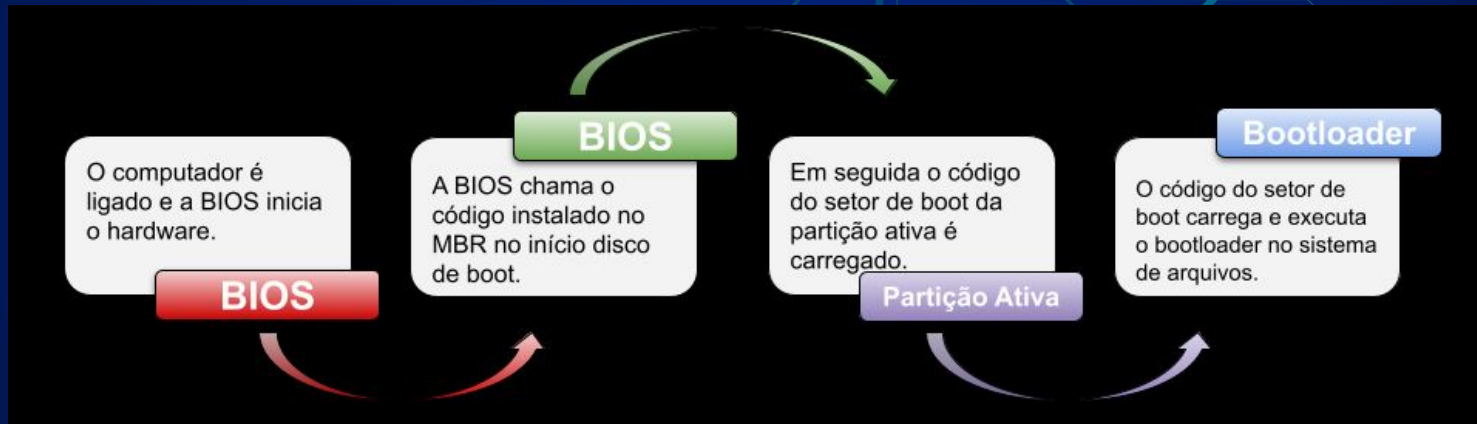 O computador é
ligado e a BIOS inicia
o hardware.
BIOS
BIOS
A BIOS chama o
código instalado no
MBR no início disco
de boot.
Em seguida o código
do setor de boot da
partição ativa é
carregado.
Partição Ativa
Bootloader
O código do setor de
boot carrega e executa
o bootloader no sistema
de arquivos.